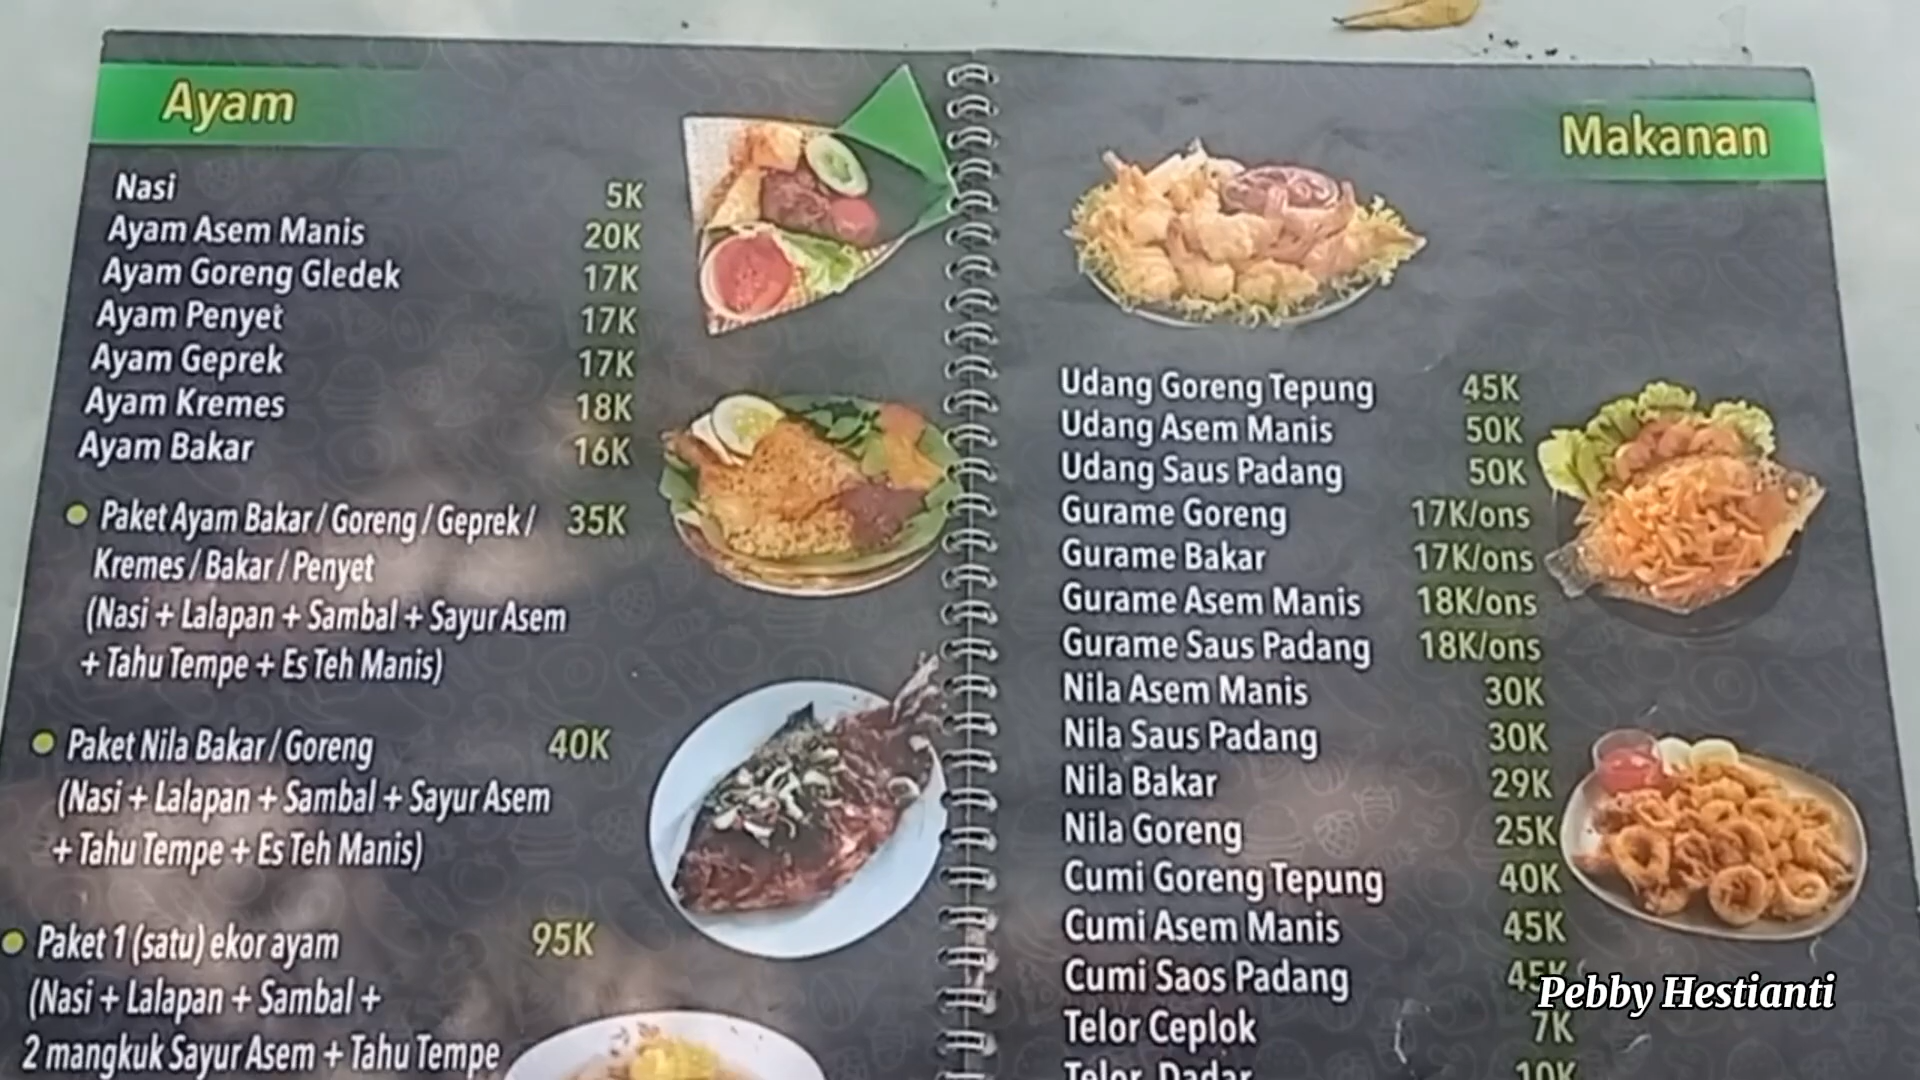 Ayam
Nasi 5K
Ayam Asem Manis 20K
Ayam Goreng Gledek 17K
Ayam Penyet 17K
Ayam Geprek 17K
Ayam Kremes 18K
Ayam Bakar 16K
Paket Ayam Bakar / Goreng / Geprek / 35K
Kremes / Bakar / Penyet
(Nasi + Lalapan + Sambal + Sayur Asem
+ Tahu Tempe + Es Teh Manis)
Paket Nila Bakar / Goreng 40K
(Nasi + Lalapan + Sambal + Sayur Asem
+ Tahu Tempe + Es Teh Manis)
Paket 1 (satu) ekor ayam 95K
(Nasi + Lalapan + Sambal +
2 mangkuk Sayur Asem + Tahu Tempe
Makanan
Udang Goreng Tepung 45K
Udang Asem Manis 50K
Udang Saus Padang 50K
Gurame Goreng 17K/ons
Gurame Bakar 17K/ons
Gurame Asem Manis 18K/ons
Gurame Saus Padang 18K/ons
Nila Asem Manis 30K
Nila Saus Padang 30K
Nila Bakar 29K
Nila Goreng 25K
Cumi Goreng Tepung 40K
Cumi Asem Manis 45K
Cumi Saos Padang 45K
Telor Ceplok 7K
Telor Dadar 10K
Pebby Hestianti